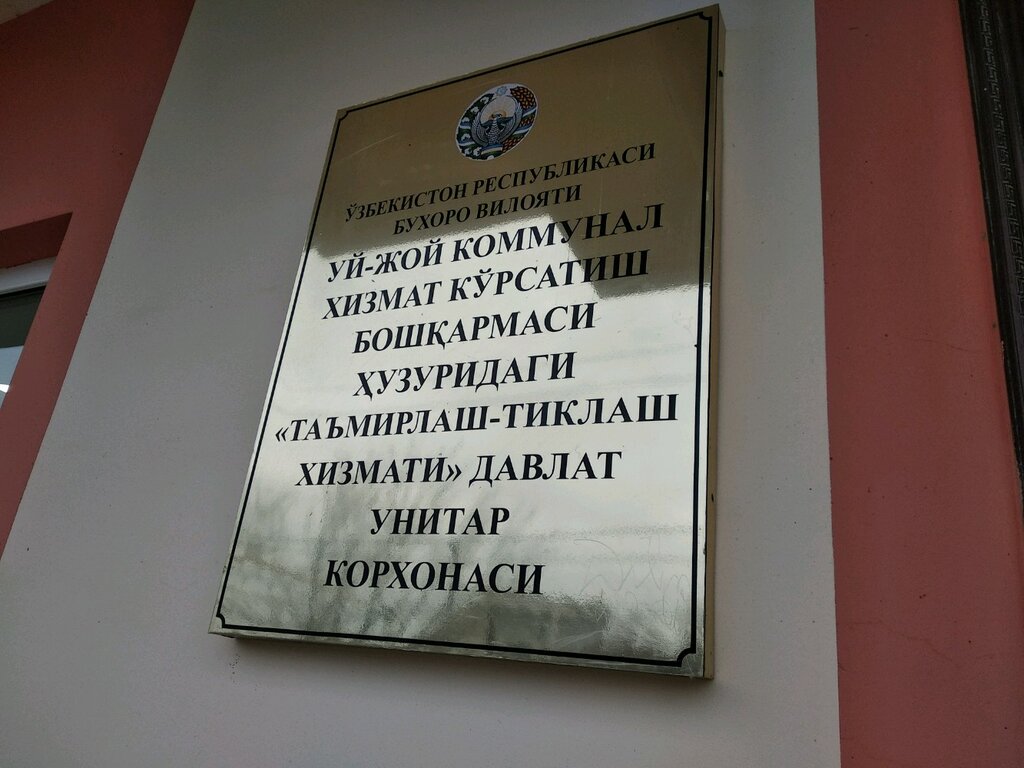 ЎЗБЕКИСТОН РЕСПУБЛИКАСИ
БУХОРО ВИЛОЯТИ
УЙ-ЖОЙ КОММУНАЛ
ХИЗМАТ КЎРСАТИШ
БОШҚАРМАСИ
ҲУЗУРИДАГИ
«ТАЪМИРЛАШ-ТИКЛАШ
ХИЗМАТИ» ДАВЛАТ
УНИТАР
КОРХОНАСИ